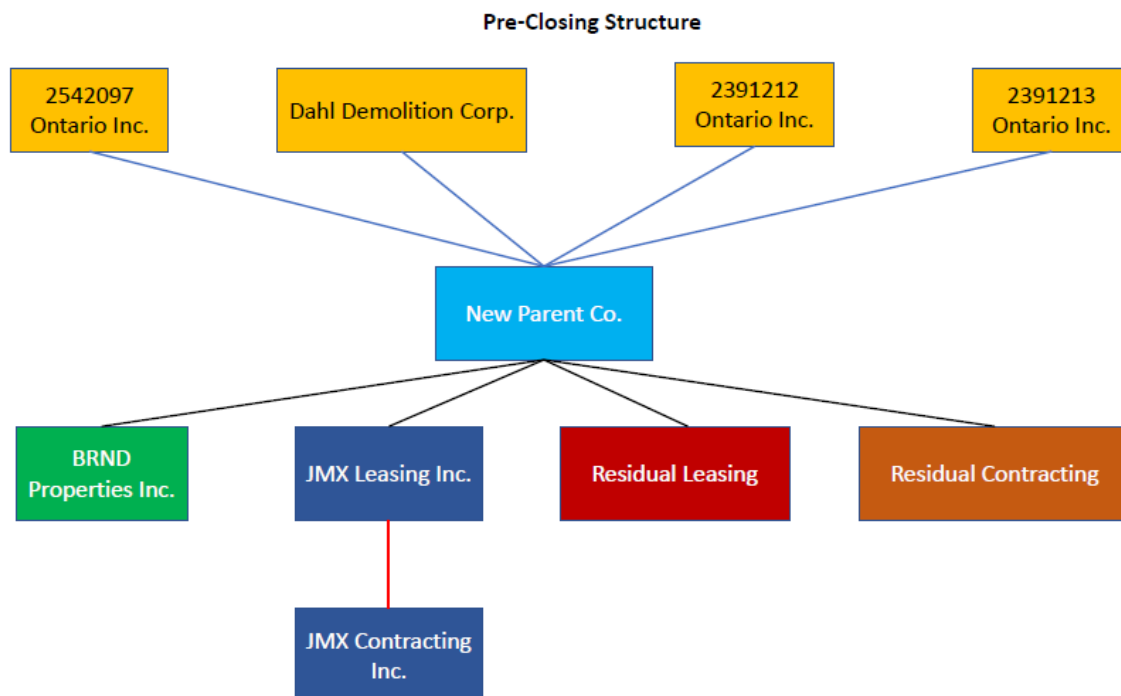 Pre-Closing Structure
2542097
Ontario Inc.
Dahl Demolition Corp.
2391212
Ontario Inc.
2391213
Ontario Inc.
New Parent Co.
BRND
Properties Inc.
JMX Leasing Inc.
Residual Leasing
Residual Contracting
JMX Contracting
Inc.